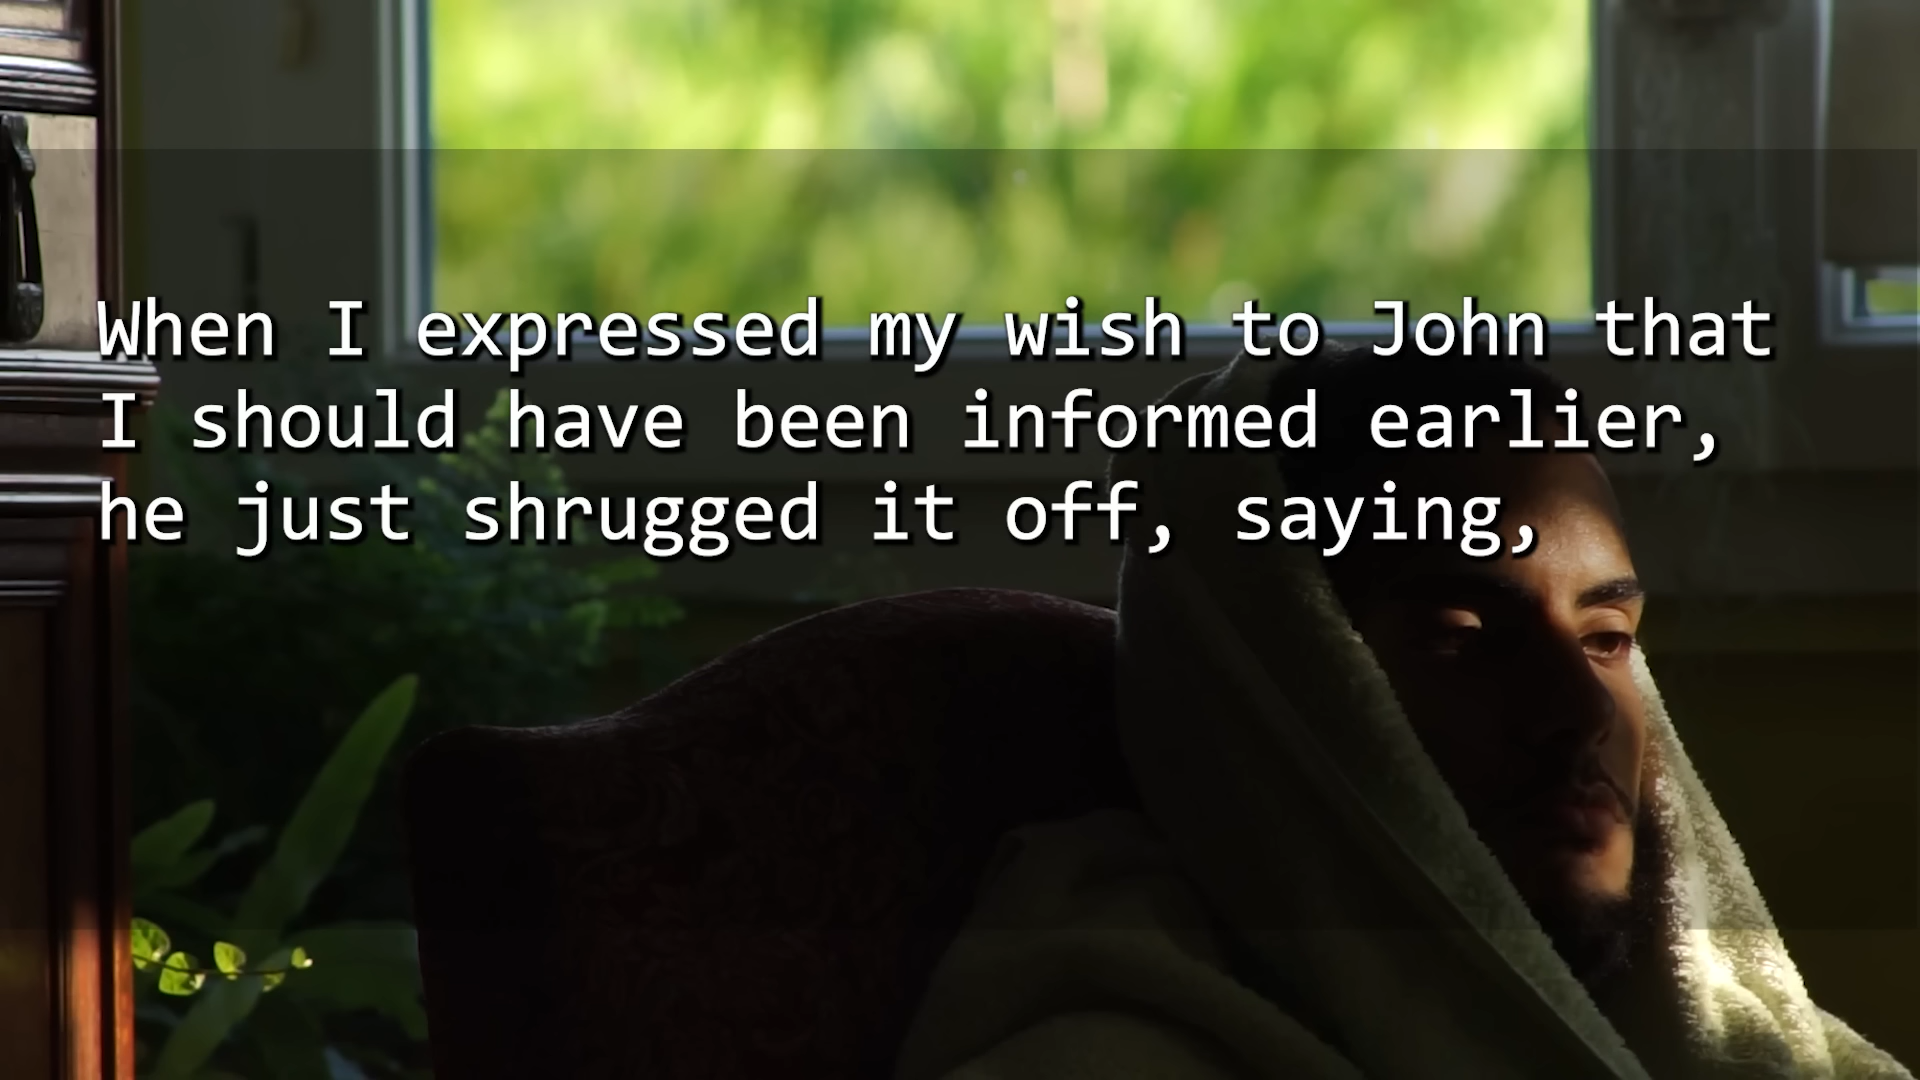 When I expressed my wish to John that
I should have been informed earlier,
he just shrugged it off, saying,